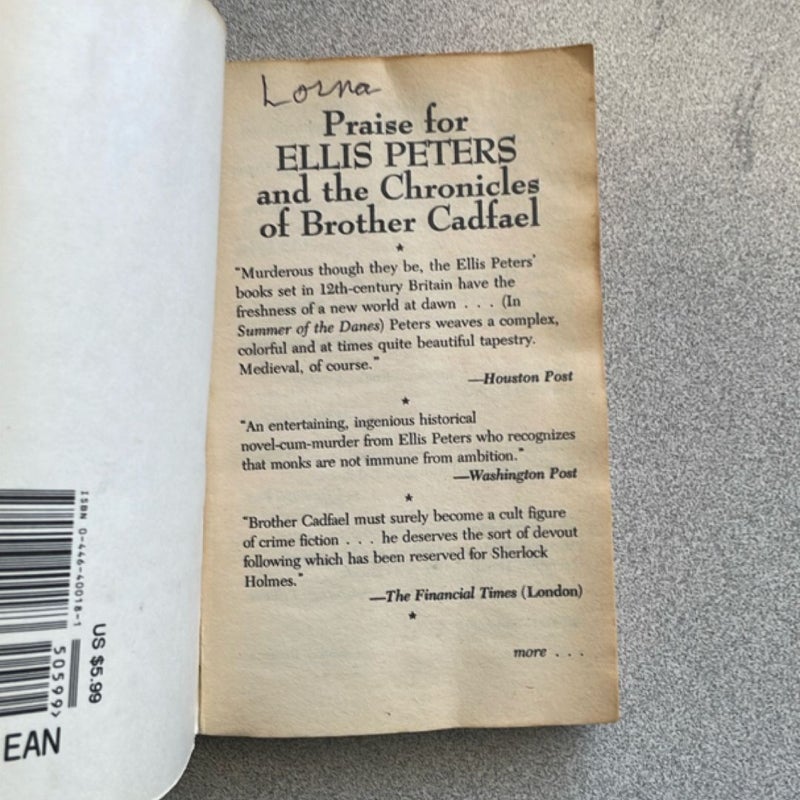 Lorna
Praise for
ELLIS PETERS
and the Chronicles
of Brother Cadfael
★
"Murderous though they be, the Ellis Peters'
books set in 12th-century Britain have the
freshness of a new world at dawn . . . (In
Summer of the Danes) Peters weaves a complex,
colorful and at times quite beautiful tapestry.
Medieval, of course."
—Houston Post
★
"An entertaining, ingenious historical
novel-cum-murder from Ellis Peters who recognizes
that monks are not immune from ambition."
—Washington Post
★
"Brother Cadfael must surely become a cult figure
of crime fiction . . . he deserves the sort of devout
following which has been reserved for Sherlock
Holmes."
—The Financial Times (London)
★
more . . .
ISBN 0-446-40018-1
50599>
US $5.99
EAN